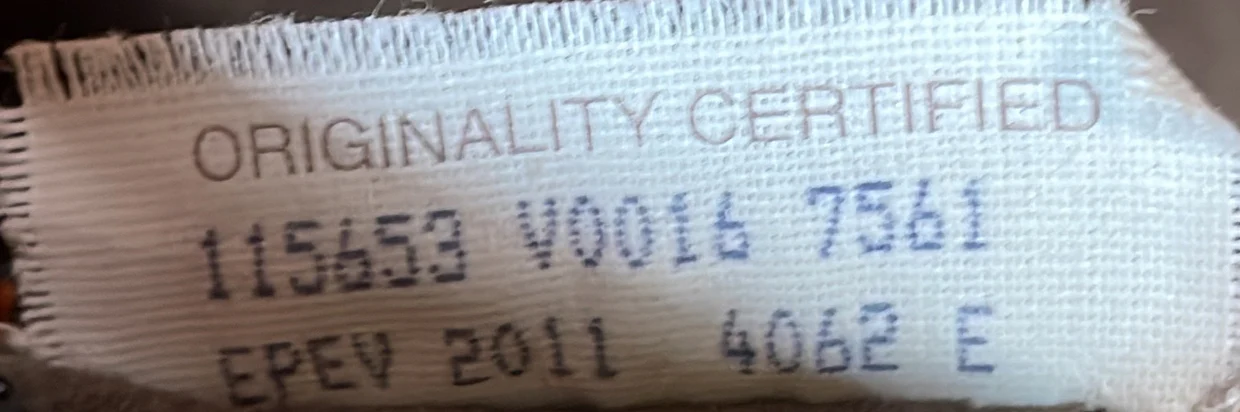 ORIGINALITY CERTIFIED
115653 V0016 7561
EPEV 2011 4062 E